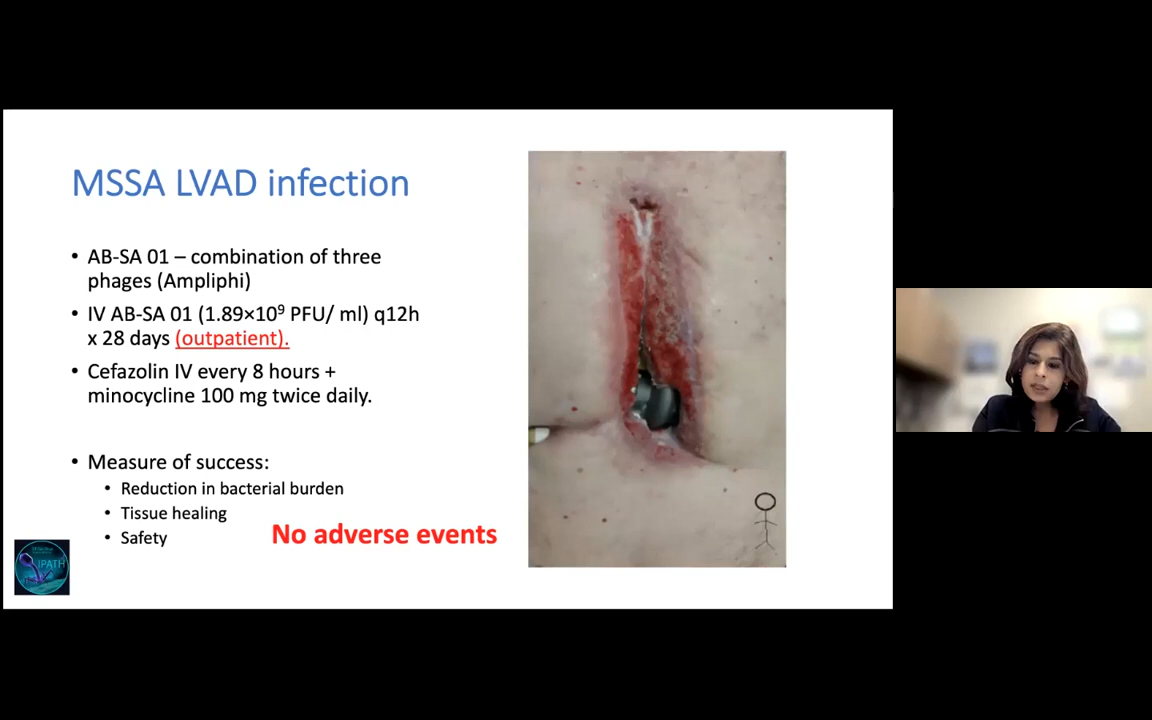 MSSA LVAD infection
• AB-SA 01 – combination of three
phages (Ampliphi)
• IV AB-SA 01 (1.89×10⁹ PFU/ ml) q12h
x 28 days (outpatient).
• Cefazolin IV every 8 hours +
minocycline 100 mg twice daily.
• Measure of success:
• Reduction in bacterial burden
• Tissue healing
• Safety
No adverse events
IPATH